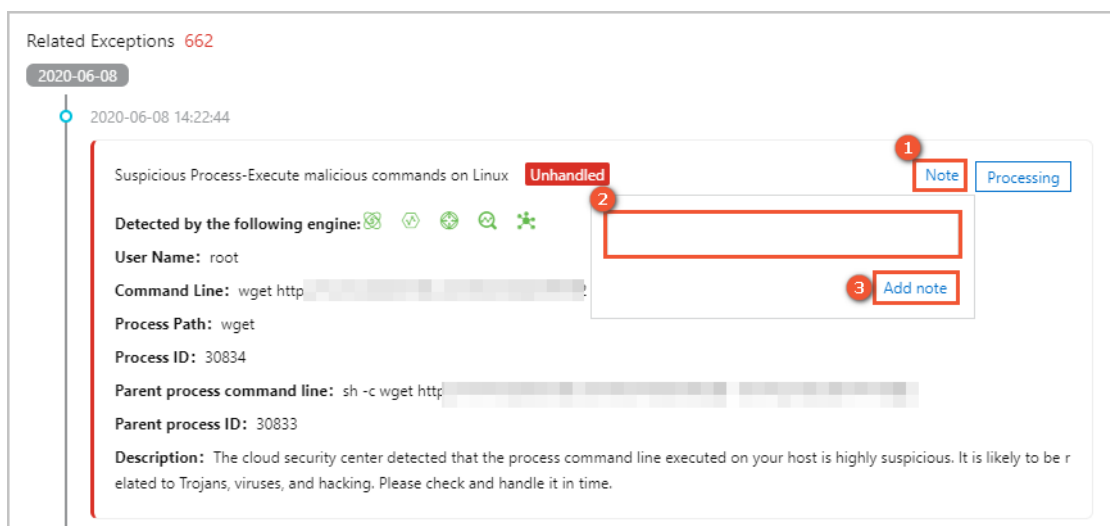 Related Exceptions 662
2020-06-08
2020-06-08 14:22:44
1
Suspicious Process-Execute malicious commands on Linux Unhandled Note Processing
2
Detected by the following engine:
User Name: root
Command Line: wget http
3 Add note
Process Path: wget
Process ID: 30834
Parent process command line: sh -c wget http
Parent process ID: 30833
Description: The cloud security center detected that the process command line executed on your host is highly suspicious. It is likely to be r
elated to Trojans, viruses, and hacking. Please check and handle it in time.